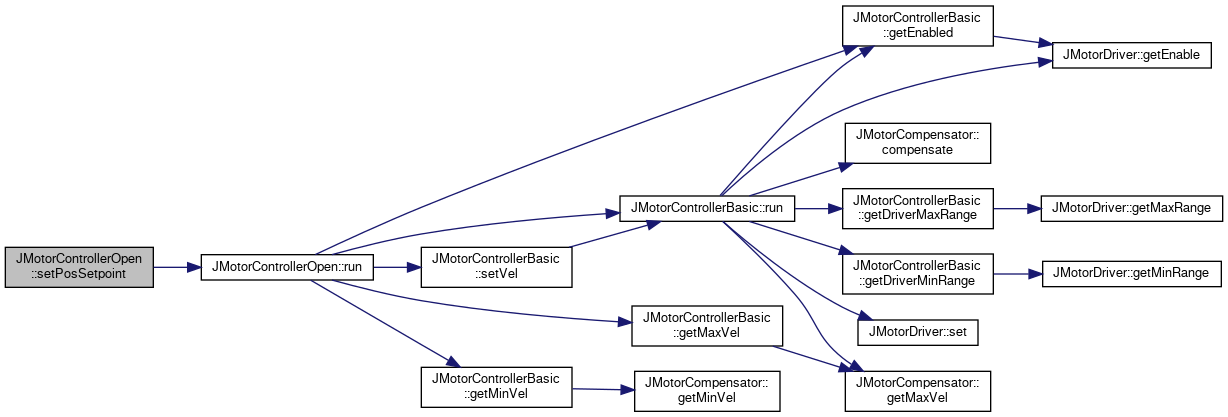 JMotorControllerOpen
::setPosSetpoint
JMotorControllerOpen::run
JMotorControllerBasic
::getEnabled
JMotorDriver::getEnable
JMotorControllerBasic::run
JMotorCompensator::
compensate
JMotorControllerBasic
::getDriverMaxRange
JMotorDriver::getMaxRange
JMotorControllerBasic
::getDriverMinRange
JMotorDriver::getMinRange
JMotorDriver::set
JMotorControllerBasic
::setVel
JMotorControllerBasic
::getMaxVel
JMotorCompensator::
getMaxVel
JMotorControllerBasic
::getMinVel
JMotorCompensator::
getMinVel